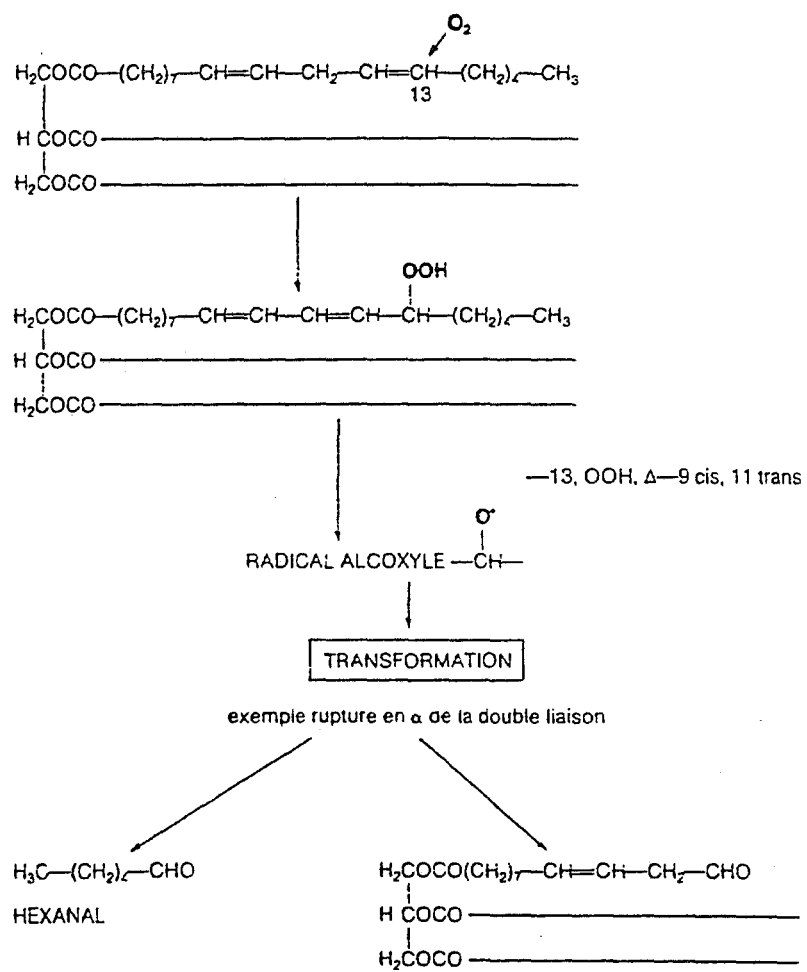 O₂
H₂COCO—(CH₂)₇—CH=CH—CH₂—CH=CH—(CH₂)₄—CH₃
13
H COCO
H₂COCO
OOH
H₂COCO—(CH₂)₇—CH=CH—CH=CH—CH—(CH₂)₄—CH₃
H COCO
H₂COCO
—13, OOH, Δ—9 cis, 11 trans
O•
RADICAL ALCOXYLE —CH—
TRANSFORMATION
exemple rupture en α de la double liaison
H₃C—(CH₂)₄—CHO
H₂COCO(CH₂)₇—CH=CH—CH₂—CHO
HEXANAL
H COCO
H₂COCO